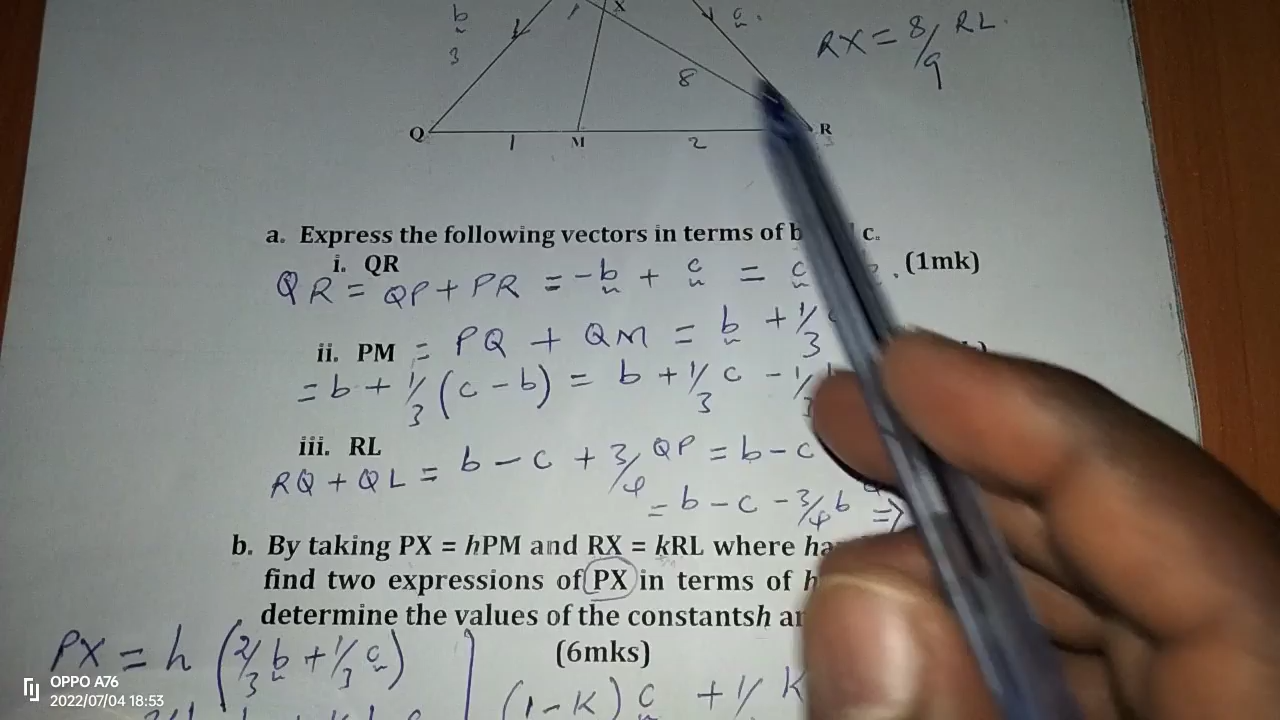 b
X
c
3
8
RX = 8/9 RL
Q
1
M
2
R
a. Express the following vectors in terms of b c.
i. QR
(1mk)
QR = QP + PR = -b + c = c
ii. PM = PQ + QM = b + 1/3
= b + 1/3 (c - b) = b + 1/3 c - 1/3
iii. RL
RQ + QL = b - c + 3/4 QP = b - c
= b - c - 3/4 b =>
b. By taking PX = hPM and RX = kRL where h
find two expressions of PX in terms of h
determine the values of the constantsh
(6mks)
PX = h (2/3 b + 1/3 c)
(1-K) c + 1/ K
OPPO A76
2022/07/04 18:53